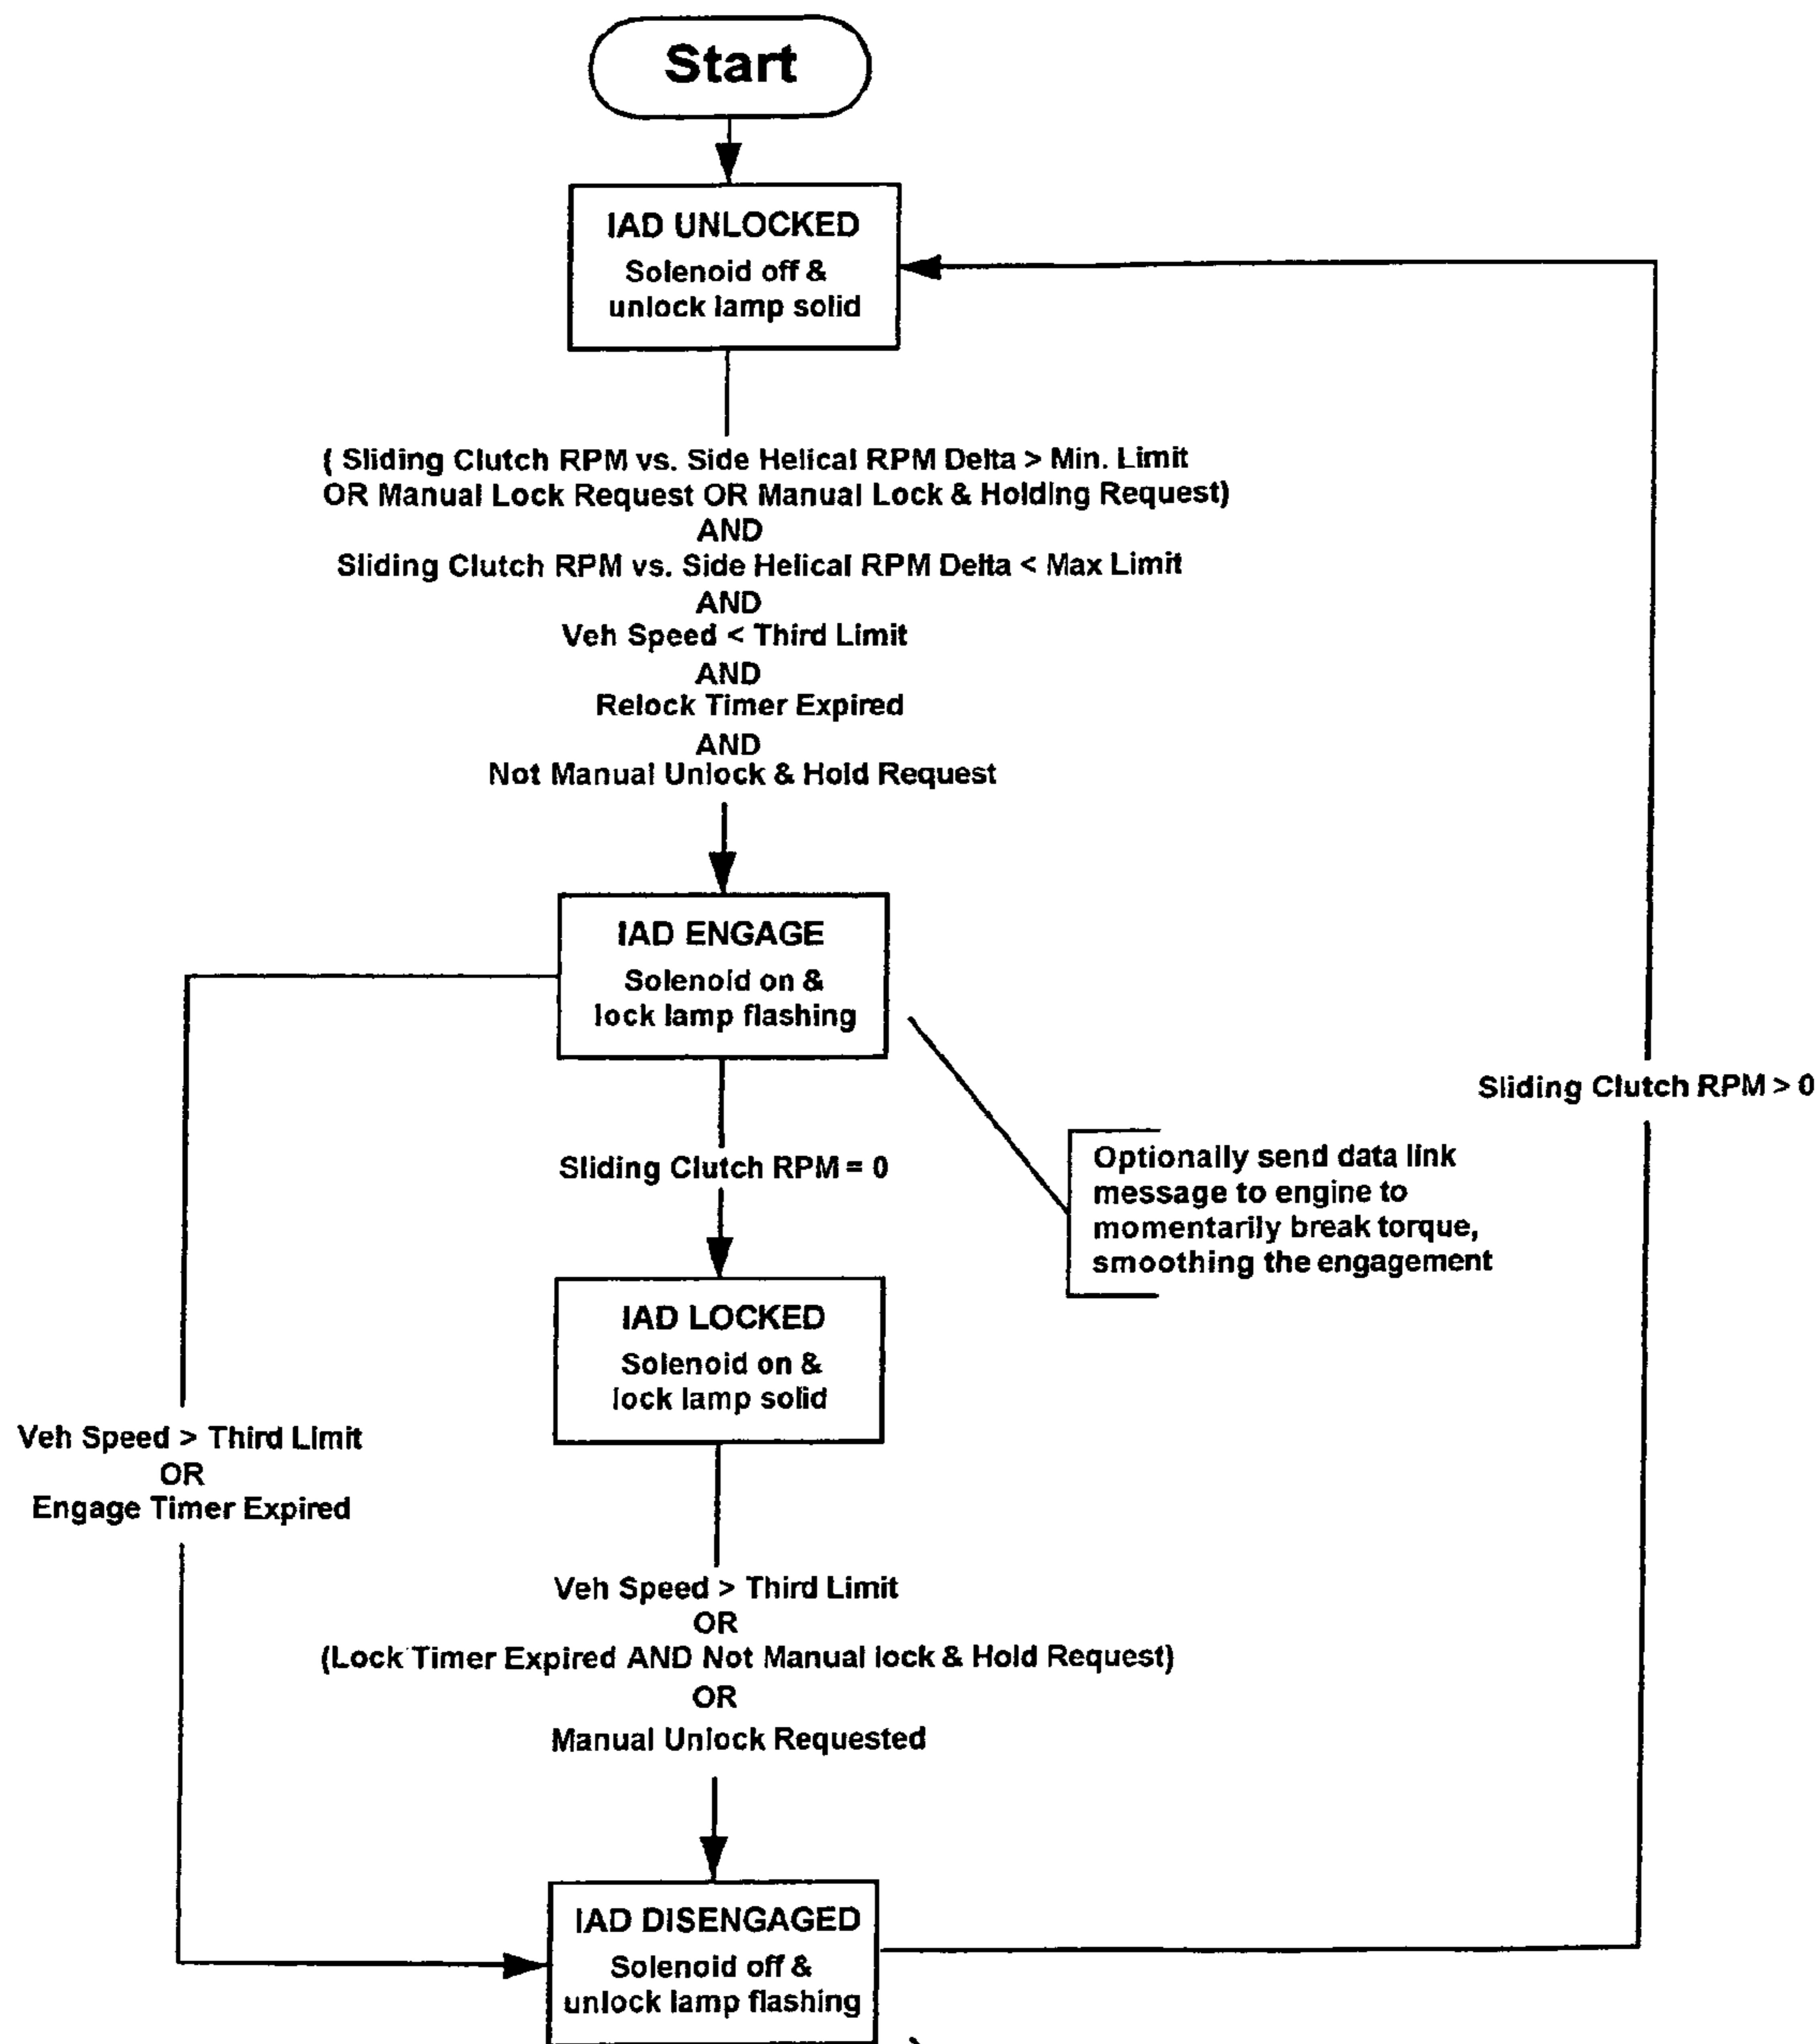 Start
IAD UNLOCKED
Solenoid off &
unlock lamp solid
( Sliding Clutch RPM vs. Side Helical RPM Delta > Min. Limit
OR Manual Lock Request OR Manual Lock & Holding Request)
AND
Sliding Clutch RPM vs. Side Helical RPM Delta < Max Limit
AND
Veh Speed < Third Limit
AND
Relock Timer Expired
AND
Not Manual Unlock & Hold Request
IAD ENGAGE
Solenoid on &
lock lamp flashing
Sliding Clutch RPM > 0
Optionally send data link
message to engine to
momentarily break torque,
smoothing the engagement
Sliding Clutch RPM = 0
IAD LOCKED
Solenoid on &
lock lamp solid
Veh Speed > Third Limit
OR
Engage Timer Expired
Veh Speed > Third Limit
OR
(Lock Timer Expired AND Not Manual lock & Hold Request)
OR
Manual Unlock Requested
IAD DISENGAGED
Solenoid off &
unlock lamp flashing